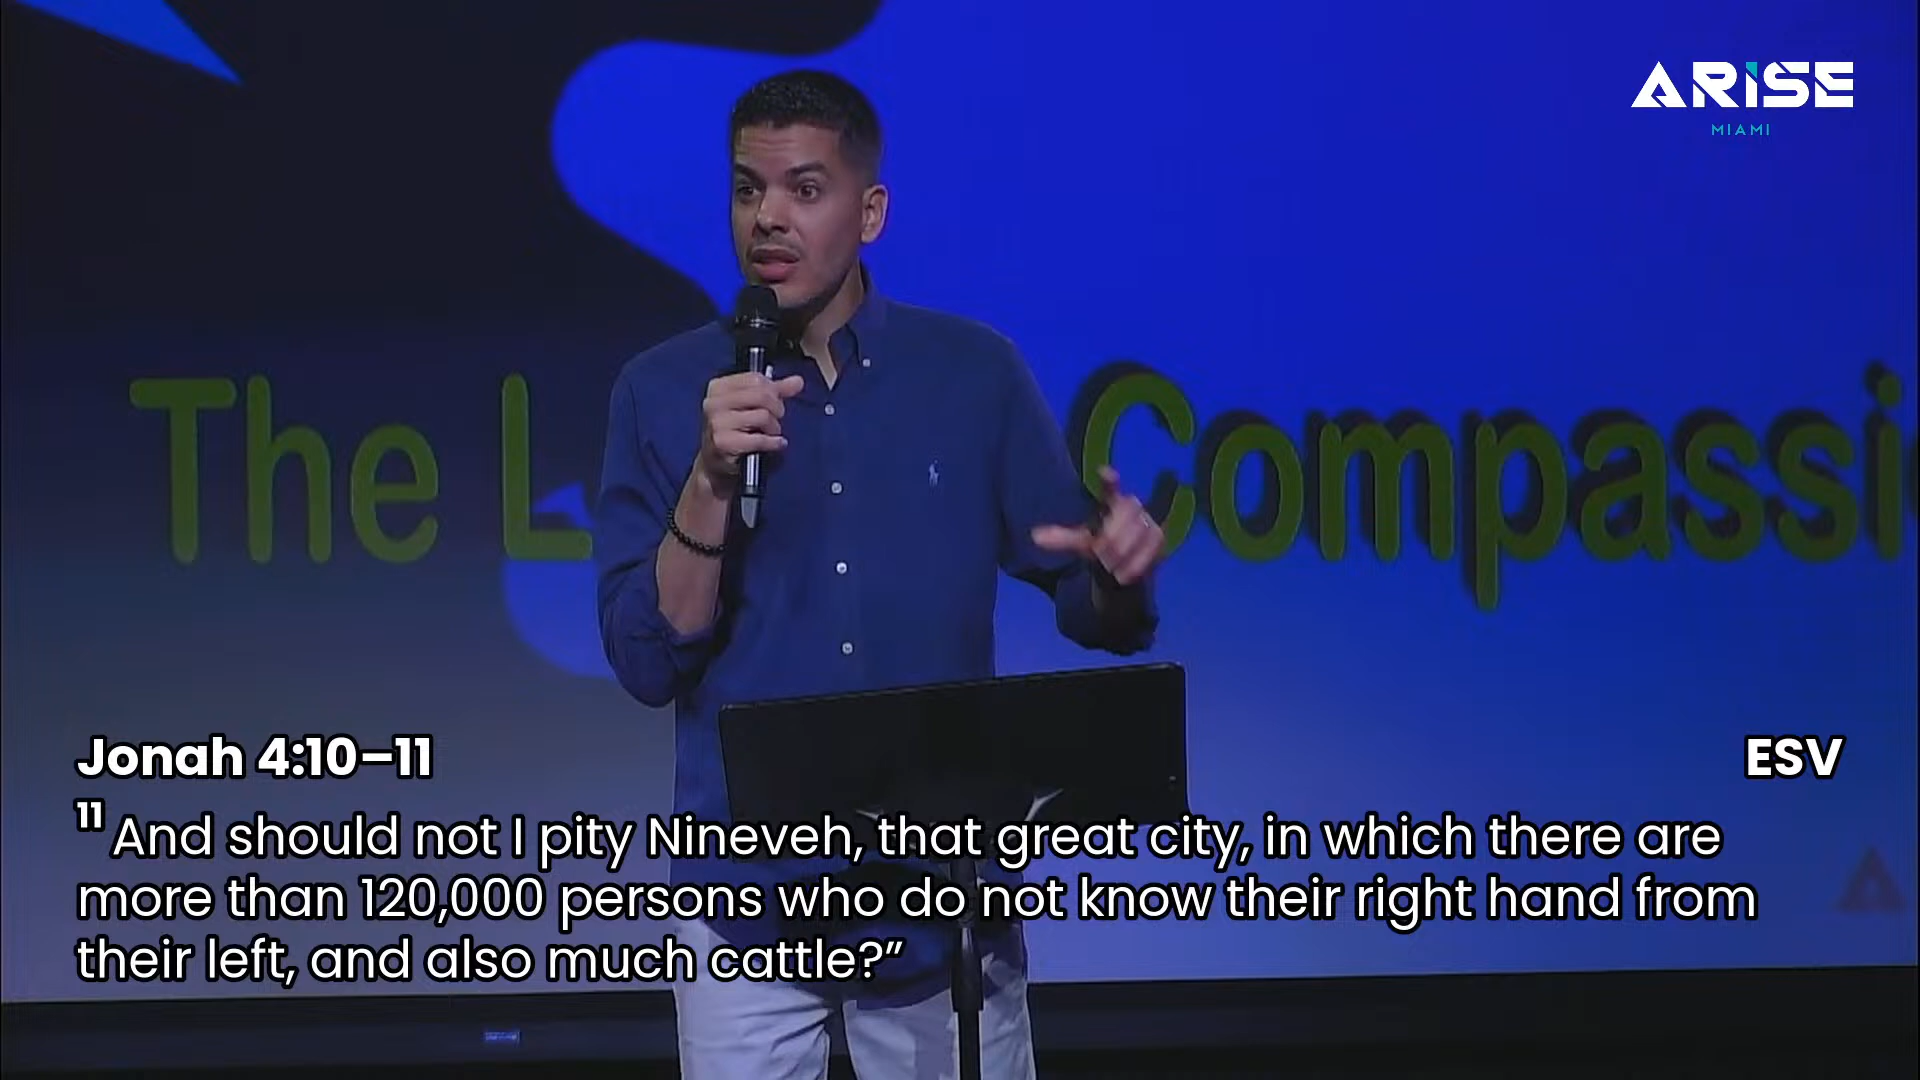 ARISE
MIAMI
The L Compassi
Jonah 4:10–11
ESV
11 And should not I pity Nineveh, that great city, in which there are
more than 120,000 persons who do not know their right hand from
their left, and also much cattle?”